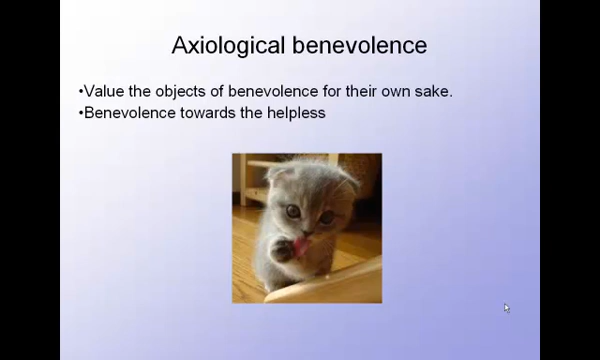 Axiological benevolence
•Value the objects of benevolence for their own sake.
•Benevolence towards the helpless